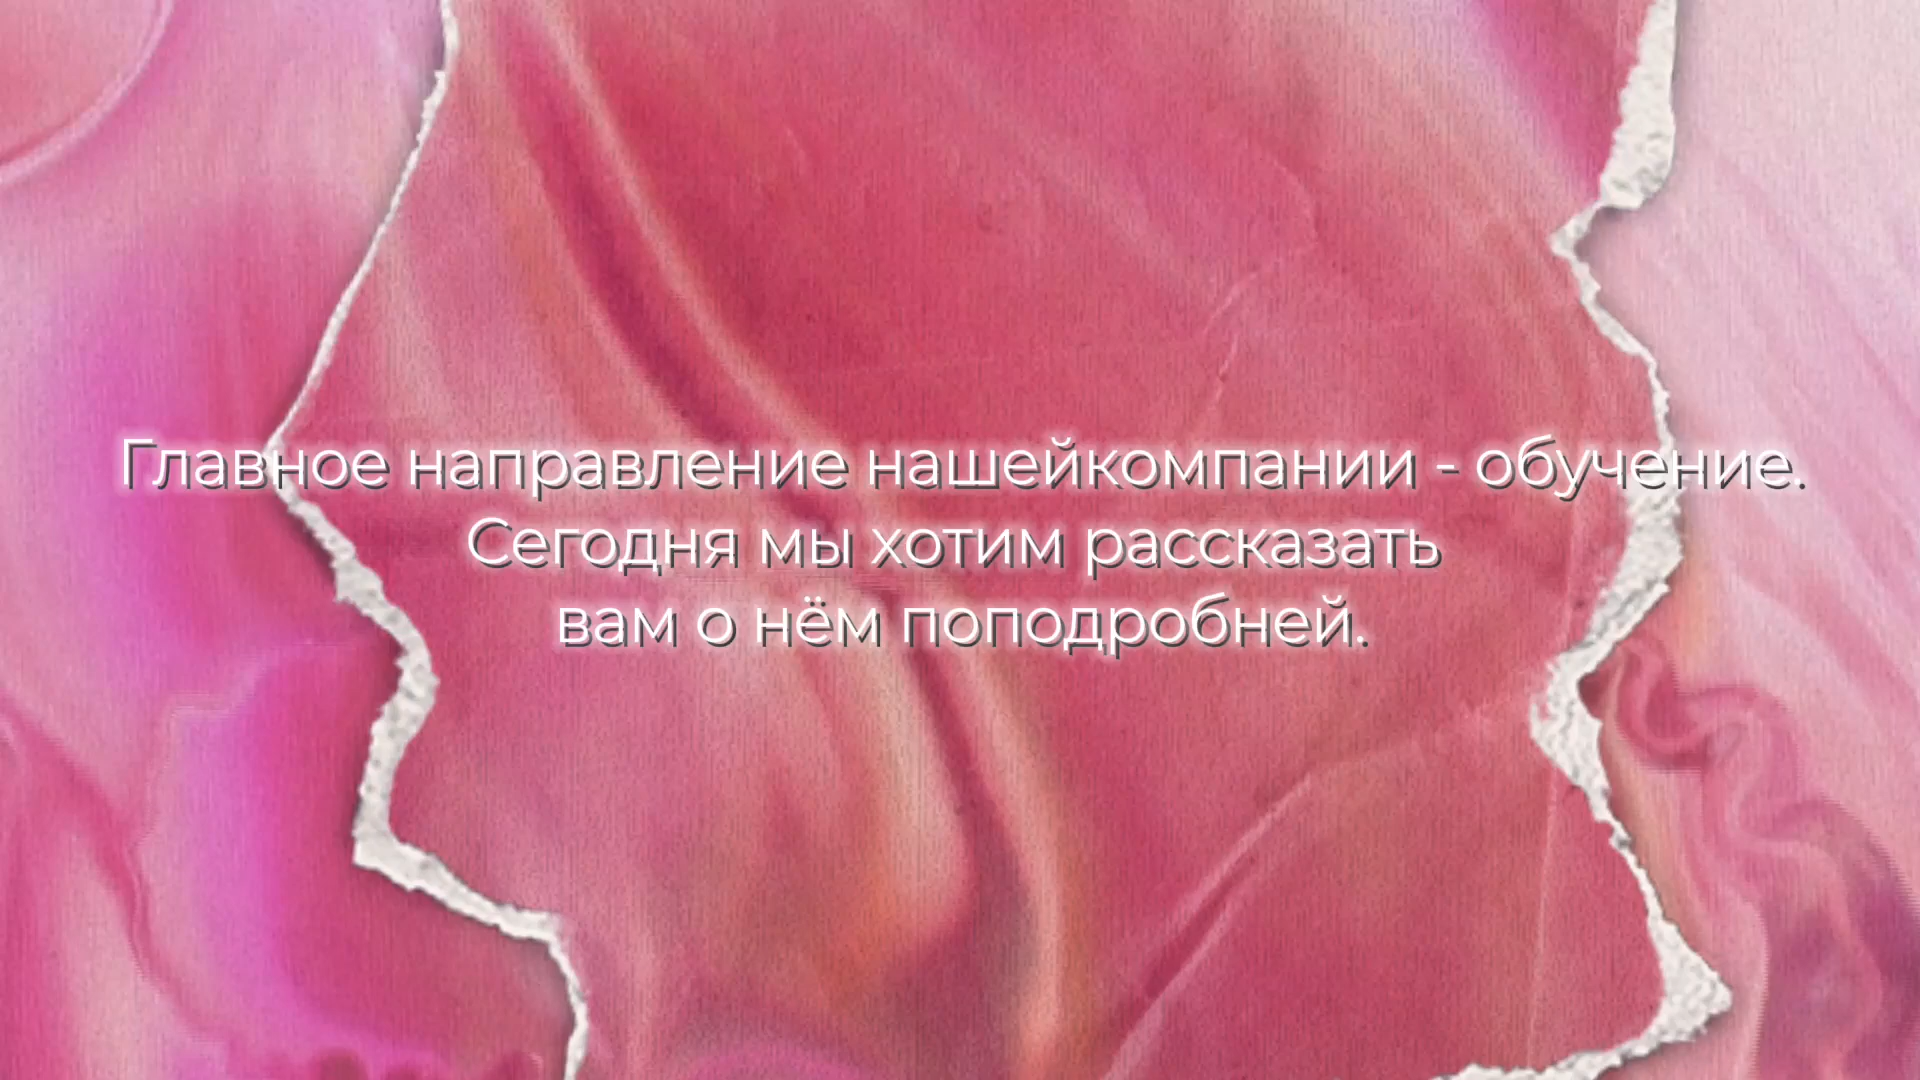 Главное направление нашейкомпании - обучение.
Сегодня мы хотим рассказать
вам о нём поподробней.